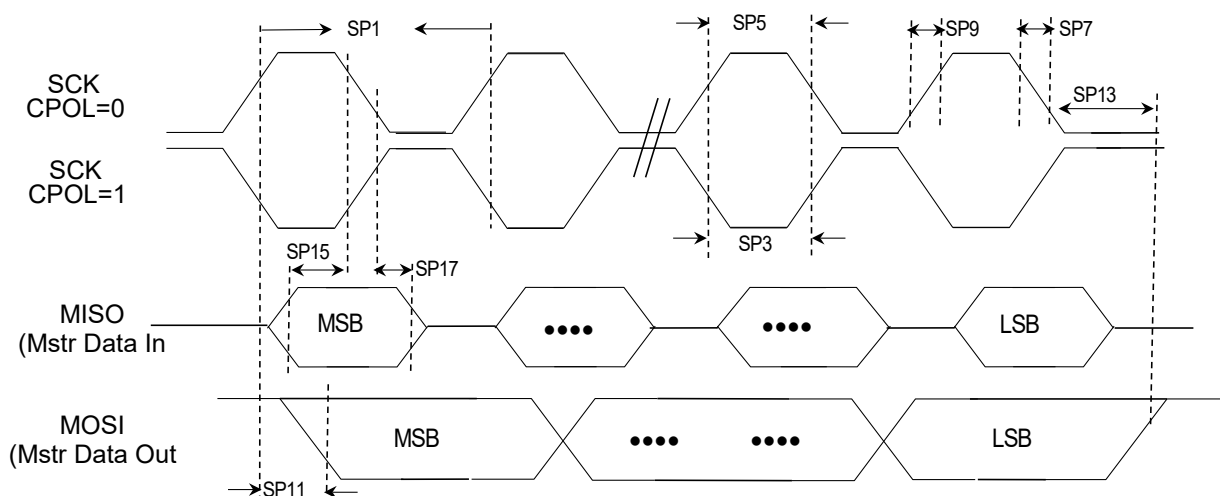 SP1
SP5
SP9
SP7
SCK
CPOL=0
SP13
SCK
CPOL=1
SP3
SP15
SP17
MISO
(Mstr Data In
MSB
LSB
MOSI
(Mstr Data Out
MSB
LSB
SP11